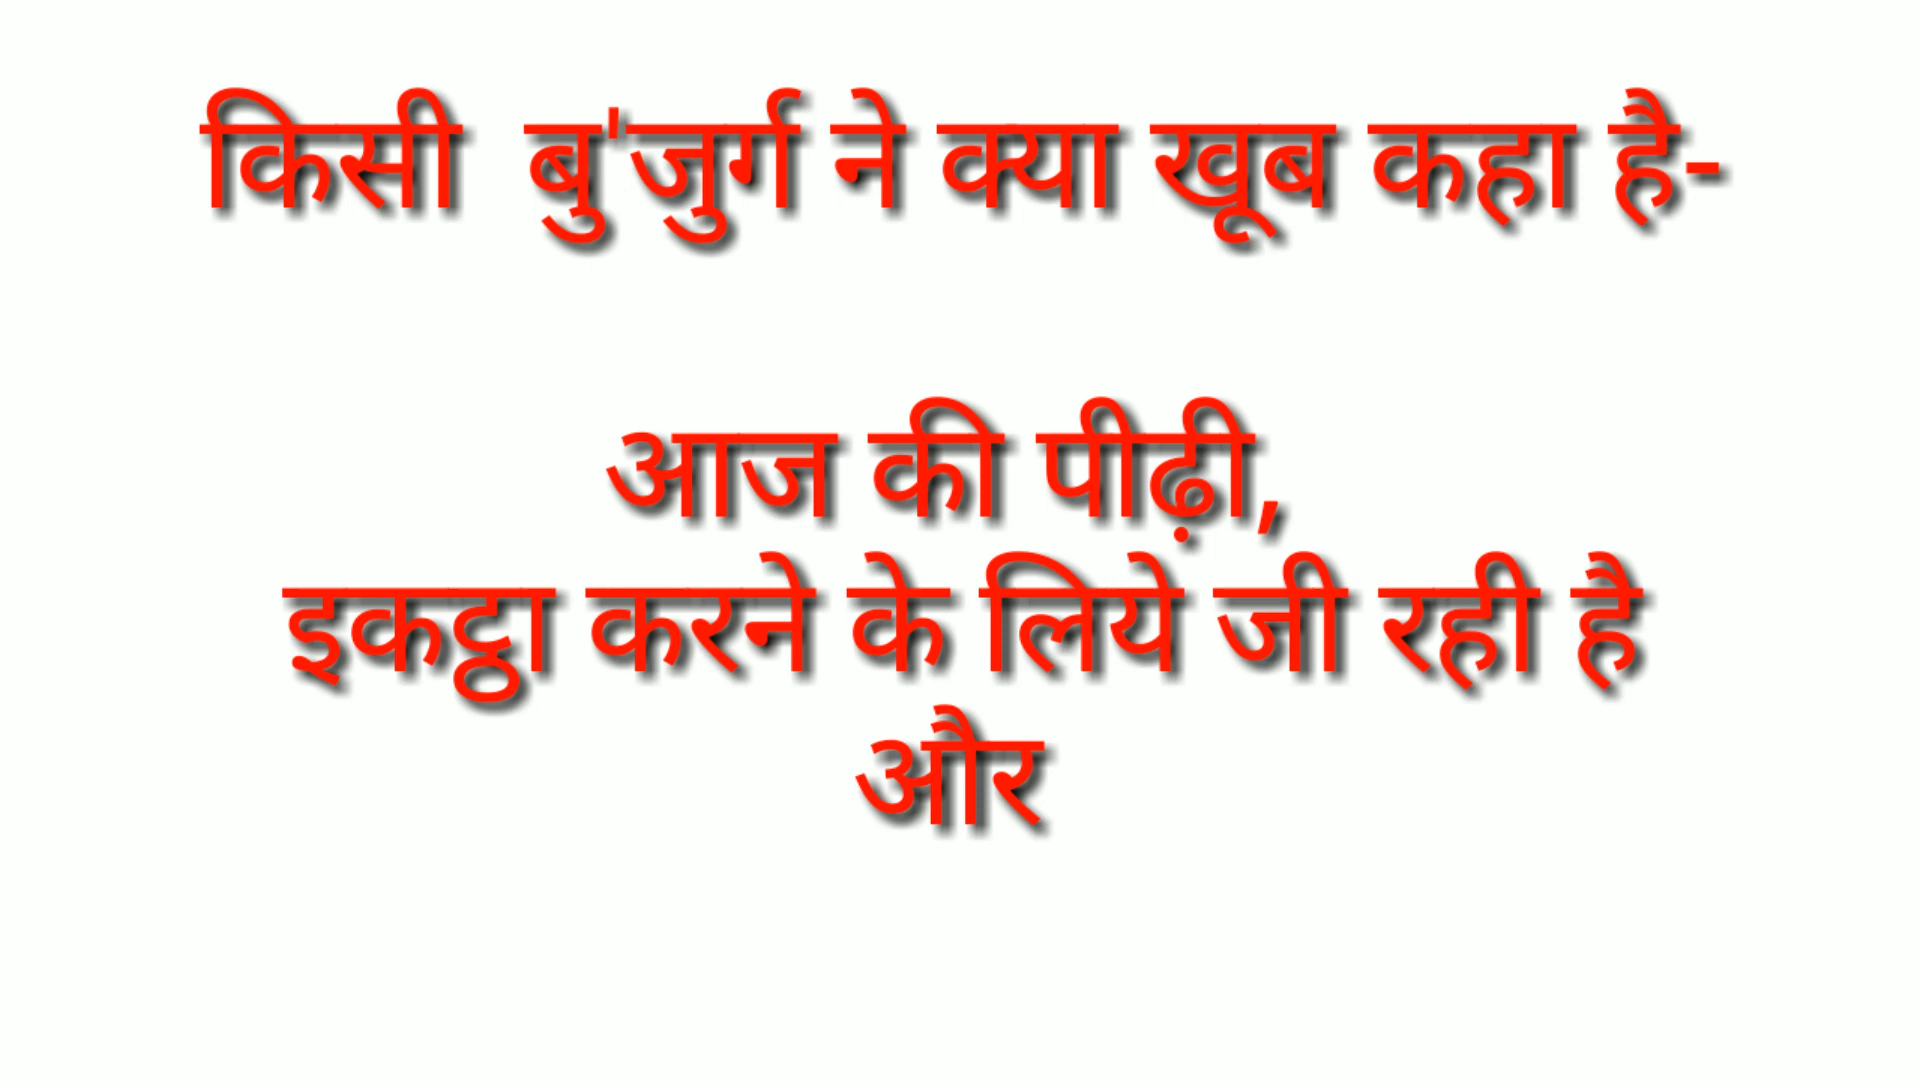 किसी  बु'जुर्ग ने क्या खूब कहा है-
आज की पीढ़ी,
इकट्ठा करने के लिये जी रही है
और